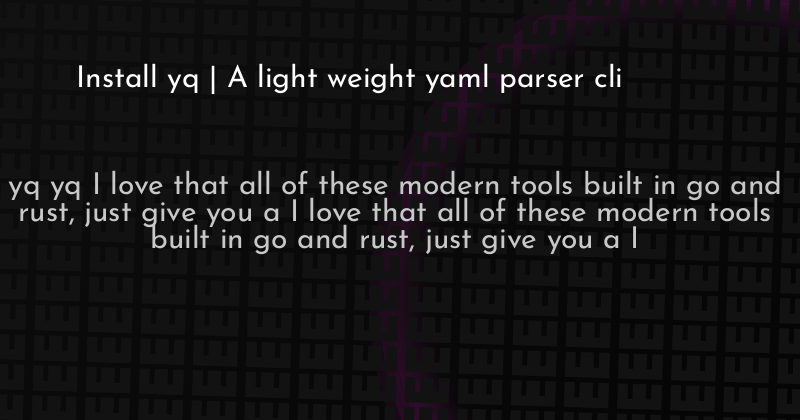 Install yq | A light weight yaml parser cli
yq yq I love that all of these modern tools built in go and
rust, just give you a I love that all of these modern tools
built in go and rust, just give you a l